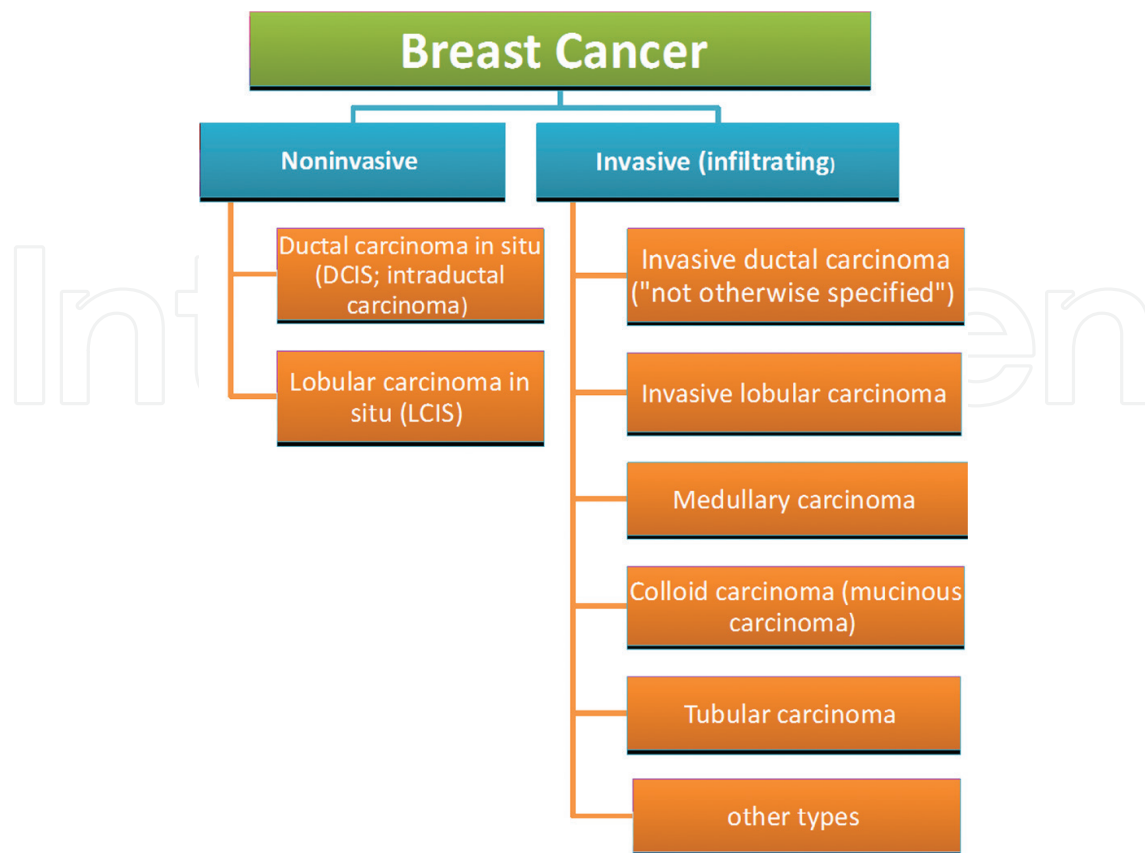 Breast Cancer
Noninvasive
Invasive (infiltrating)
Ductal carcinoma in situ
(DCIS; intraductal
carcinoma)
Lobular carcinoma in
situ (LCIS)
Invasive ductal carcinoma
("not otherwise specified")
Invasive lobular carcinoma
Medullary carcinoma
Colloid carcinoma (mucinous
carcinoma)
Tubular carcinoma
other types